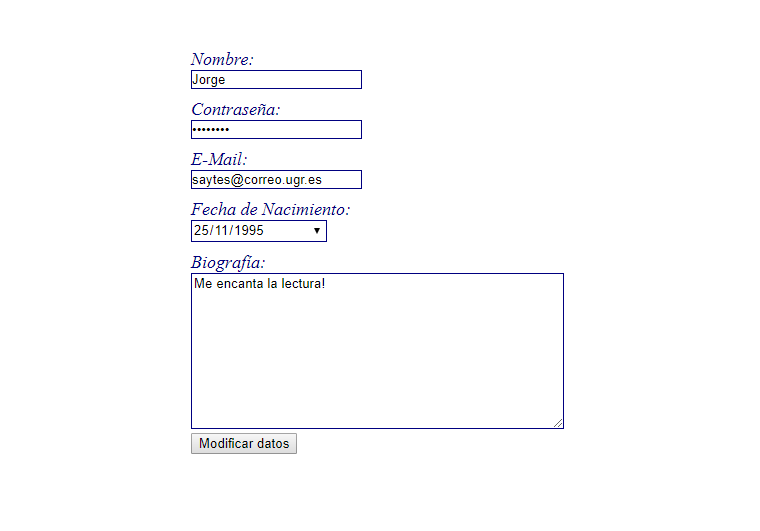 Nombre:
Jorge
Contraseña:
••••••••
E-Mail:
saytes@correo.ugr.es
Fecha de Nacimiento:
25/11/1995
Biografía:
Me encanta la lectura!
Modificar datos